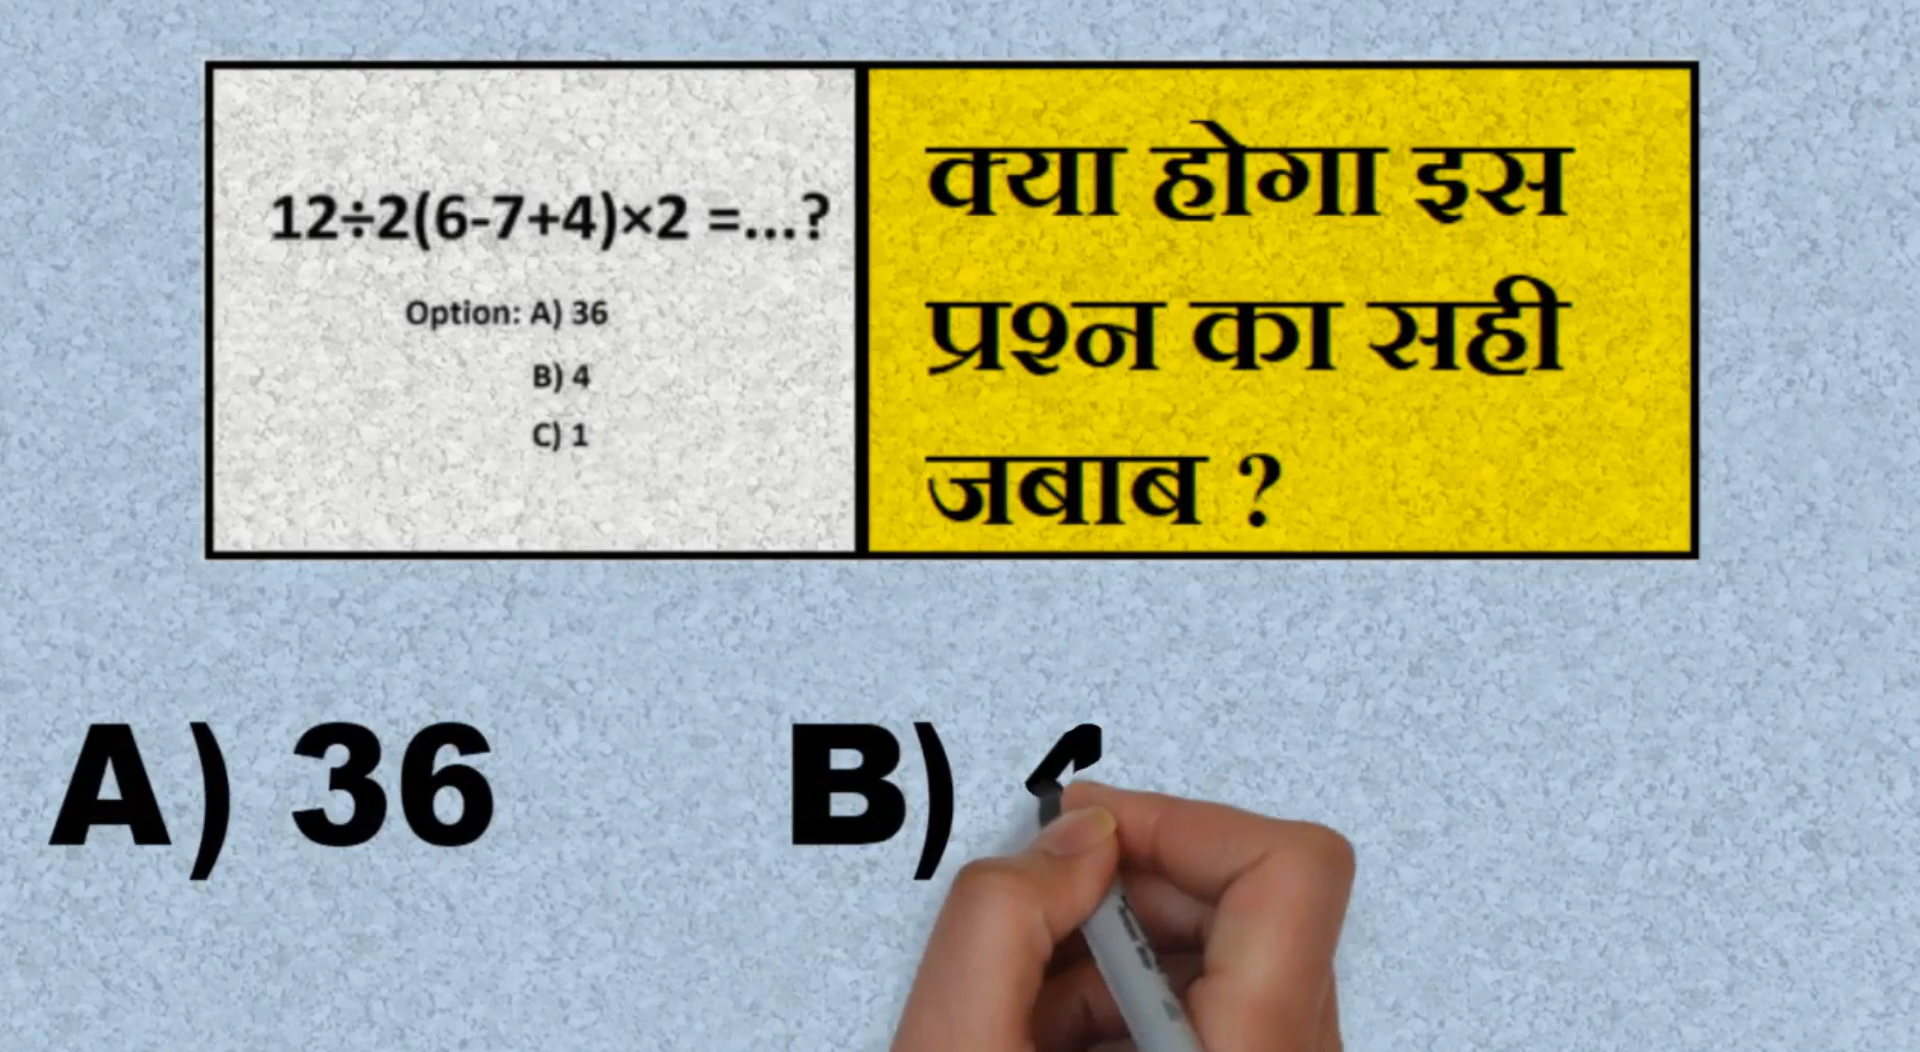 12÷2(6-7+4)×2 =...?
Option: A) 36
B) 4
C) 1
क्या होगा इस
प्रश्न का सही
जबाब ?
A) 36
B)